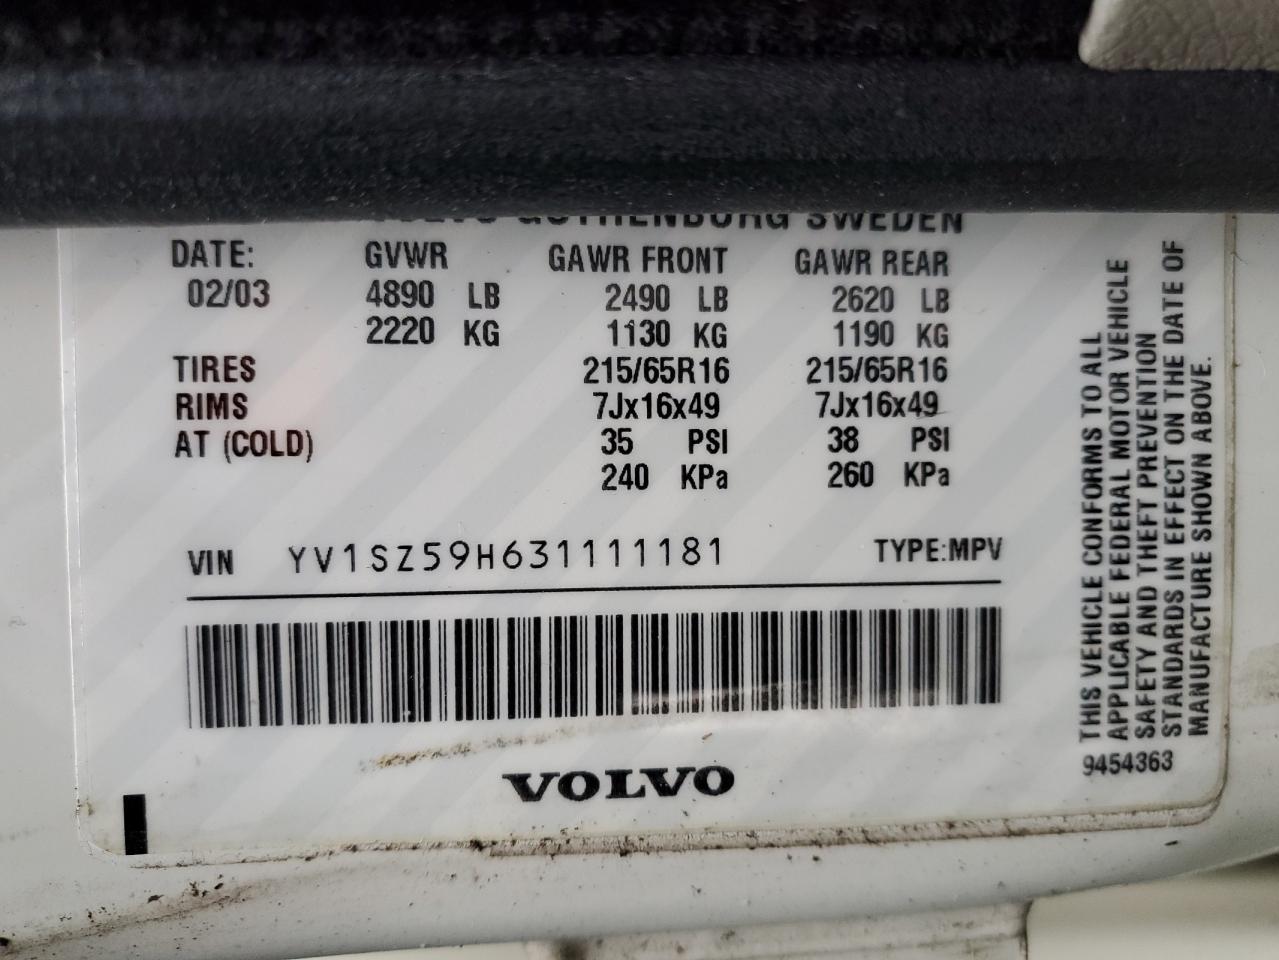 VOLVO GOTHENBURG SWEDEN
DATE: GVWR GAWR FRONT GAWR REAR
02/03 4890 LB 2490 LB 2620 LB
2220 KG 1130 KG 1190 KG
TIRES 215/65R16 215/65R16
RIMS 7Jx16x49 7Jx16x49
AT (COLD) 35 PSI 38 PSI
240 KPa 260 KPa
VIN YV1SZ59H631111181 TYPE:MPV
VOLVO
THIS VEHICLE CONFORMS TO ALL
APPLICABLE FEDERAL MOTOR VEHICLE
SAFETY AND THEFT PREVENTION
STANDARDS IN EFFECT ON THE DATE OF
MANUFACTURE SHOWN ABOVE.
9454363